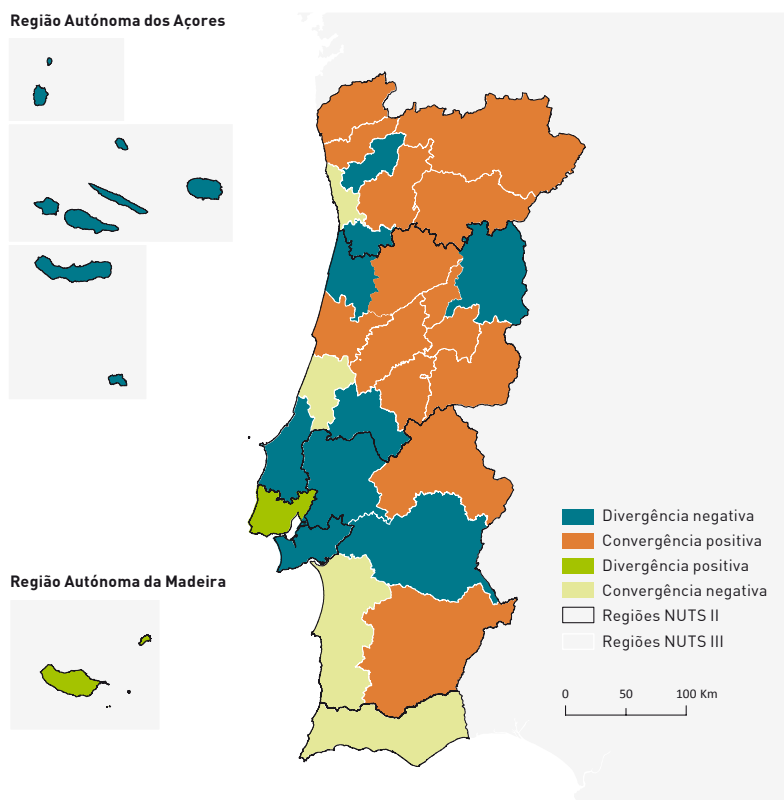 Região Autónoma dos Açores
Divergência negativa
Convergência positiva
Divergência positiva
Convergência negativa
Regiões NUTS II
Regiões NUTS III
Região Autónoma da Madeira
0 50 100 Km